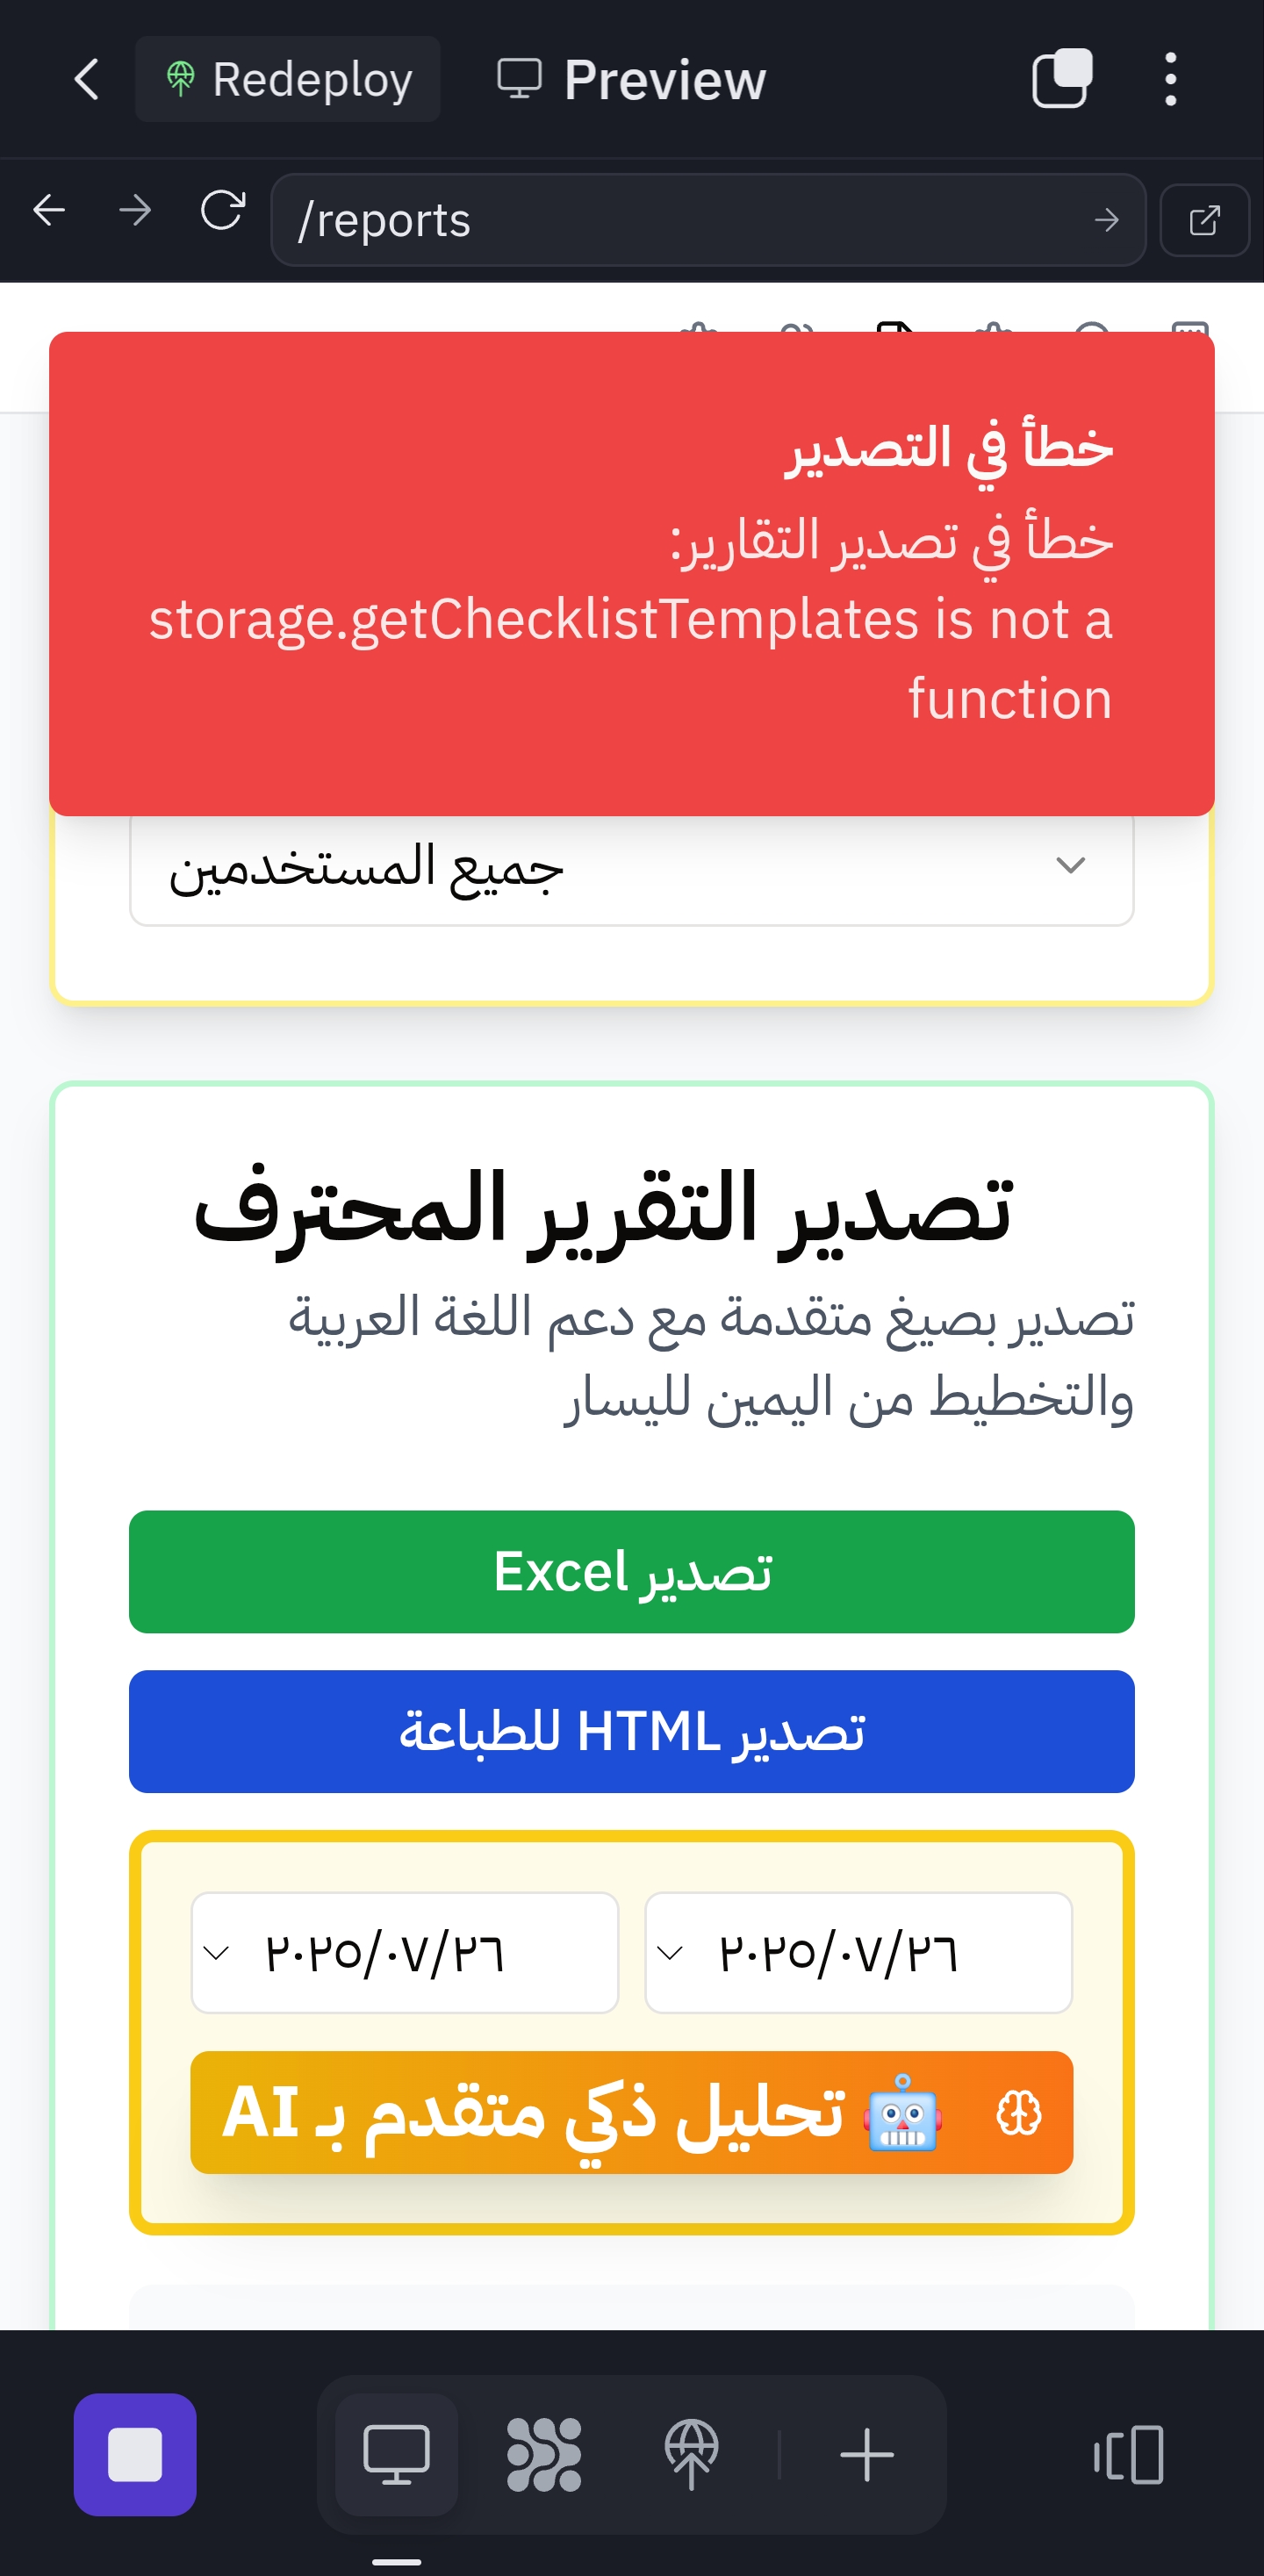 Redeploy
Preview
/reports
خطأ في التصدير
خطأ في تصدير التقارير:
storage.getChecklistTemplates is not a
function
جميع المستخدمين
تصدير التقرير المحترف
تصدير بصيغ متقدمة مع دعم اللغة العربية
والتخطيط من اليمين لليسار
تصدير Excel
تصدير HTML للطباعة
٢٠٢٥/٠٧/٢٦
٢٠٢٥/٠٧/٢٦
🤖 تحليل ذكي متقدم بـ AI